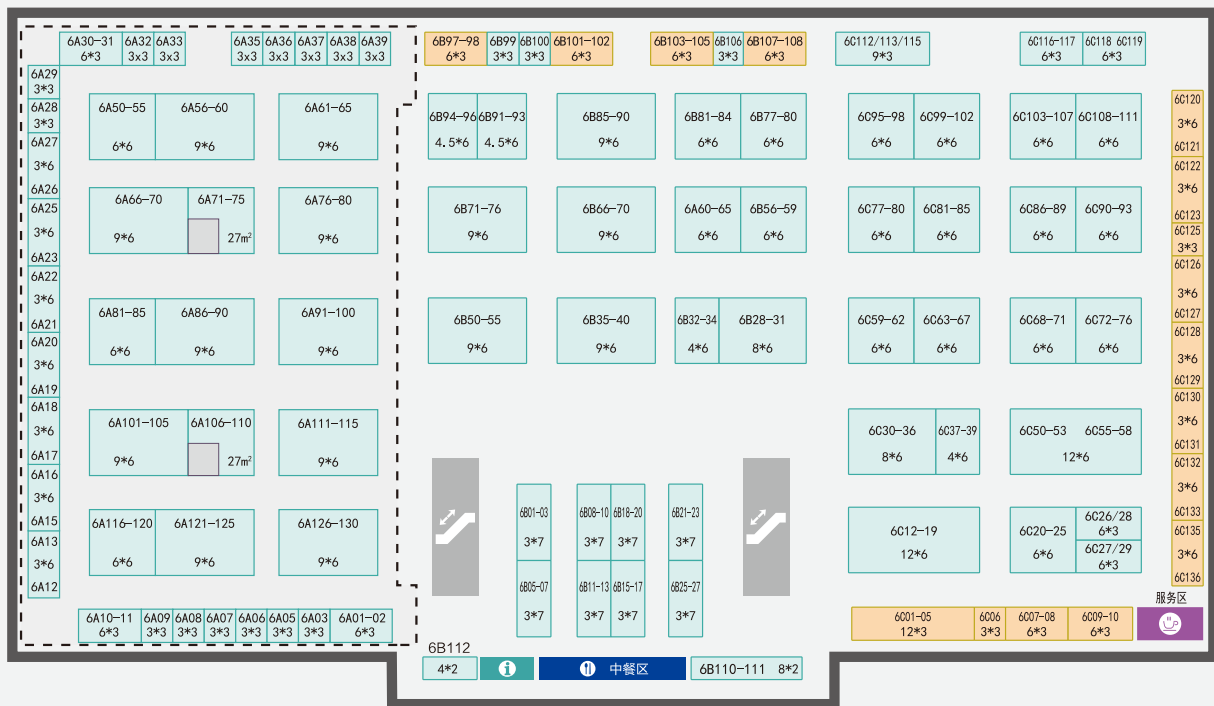 6A30-31
6*3
6A32
3x3
6A33
3x3
6A35
3x3
6A36
3x3
6A37
3x3
6A38
3x3
6A39
3x3
6B97-98
6*3
6B99
3*3
6B100
3*3
6B101-102
6*3
6B103-105
6*3
6B106
3*3
6B107-108
6*3
6C112/113/115
9*3
6C116-117
6*3
6C118 6C119
6*3
6A29
3*3
6A28
3*3
6A27
3*6
6A26
6A25
3*6
6A23
6A22
3*6
6A21
6A20
3*6
6A19
6A18
3*6
6A17
6A16
3*6
6A15
6A13
3*6
6A12
6A50-55
6*6
6A56-60
9*6
6A61-65
9*6
6A66-70
9*6
6A71-75
27m²
6A76-80
9*6
6A81-85
6*6
6A86-90
9*6
6A91-100
9*6
6A101-105
9*6
6A106-110
27m²
6A111-115
9*6
6A116-120
6*6
6A121-125
9*6
6A126-130
9*6
6A10-11
6*3
6A09
3*3
6A08
3*3
6A07
3*3
6A06
3*3
6A05
3*3
6A03
3*3
6A01-02
6*3
6B94-96
4.5*6
6B91-93
4.5*6
6B85-90
9*6
6B81-84
6*6
6B77-80
6*6
6B71-76
9*6
6B66-70
9*6
6A60-65
6*6
6B56-59
6*6
6B50-55
9*6
6B35-40
9*6
6B32-34
4*6
6B28-31
8*6
6B01-03
3*7
6B08-10
3*7
6B18-20
3*7
6B21-23
3*7
6B05-07
3*7
6B11-13
3*7
6B15-17
3*7
6B25-27
3*7
6B112
4*2
中餐区
6B110-111 8*2
6C95-98
6*6
6C99-102
6*6
6C103-107
6*6
6C108-111
6*6
6C77-80
6*6
6C81-85
6*6
6C86-89
6*6
6C90-93
6*6
6C59-62
6*6
6C63-67
6*6
6C68-71
6*6
6C72-76
6*6
6C30-36
8*6
6C37-39
4*6
6C50-53 6C55-58
12*6
6C12-19
12*6
6C20-25
6*6
6C26/28
6*3
6C27/29
6*3
6C01-05
12*3
6C06
3*3
6C07-08
6*3
6C09-10
6*3
6C120
3*6
6C121
6C122
3*6
6C123
6C125
3*3
6C126
3*6
6C127
6C128
3*6
6C129
6C130
3*6
6C131
6C132
3*6
6C133
6C135
3*6
6C136
服务区